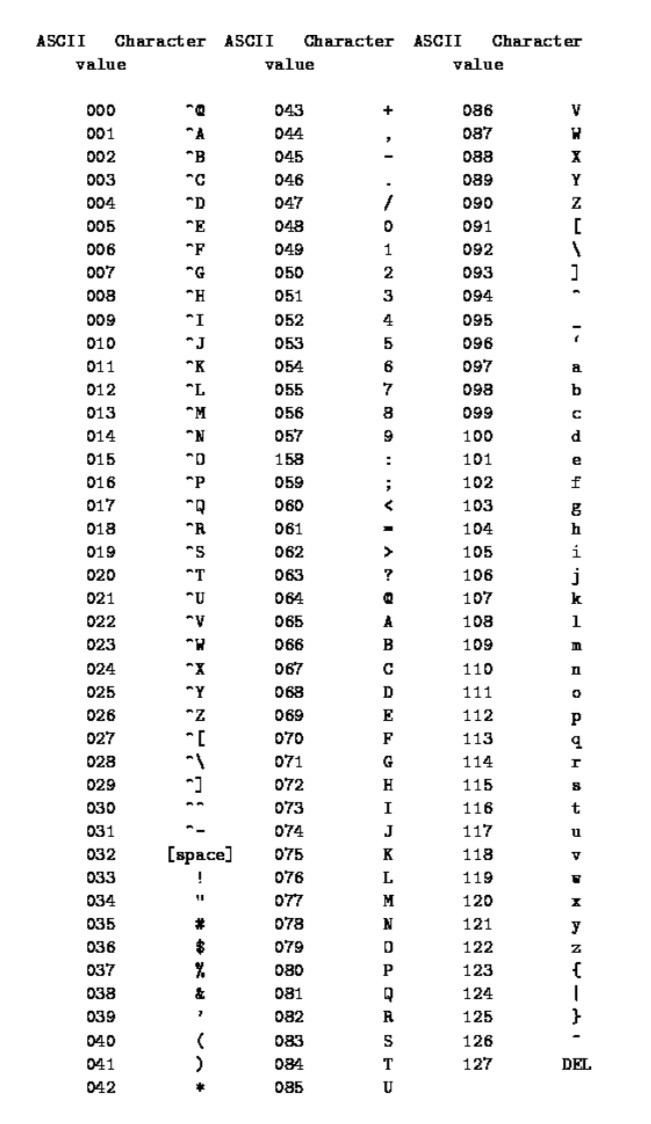 ASCII Character ASCII Character ASCII Character
value value value
000 ^@ 043 + 086 V
001 ^A 044 , 087 W
002 ^B 045 - 088 X
003 ^C 046 . 089 Y
004 ^D 047 / 090 Z
005 ^E 048 0 091 [
006 ^F 049 1 092 \
007 ^G 050 2 093 ]
008 ^H 051 3 094 ^
009 ^I 052 4 095 _
010 ^J 053 5 096 ‘
011 ^K 054 6 097 a
012 ^L 055 7 098 b
013 ^M 056 8 099 c
014 ^N 057 9 100 d
015 ^O 158 : 101 e
016 ^P 059 ; 102 f
017 ^Q 060 < 103 g
018 ^R 061 = 104 h
019 ^S 062 > 105 i
020 ^T 063 ? 106 j
021 ^U 064 @ 107 k
022 ^V 065 A 108 l
023 ^W 066 B 109 m
024 ^X 067 C 110 n
025 ^Y 068 D 111 o
026 ^Z 069 E 112 p
027 ^[ 070 F 113 q
028 ^\ 071 G 114 r
029 ^] 072 H 115 s
030 ^^ 073 I 116 t
031 ^- 074 J 117 u
032 [space] 075 K 118 v
033 ! 076 L 119 w
034 " 077 M 120 x
035 # 078 N 121 y
036 $ 079 O 122 z
037 % 080 P 123 {
038 & 081 Q 124 |
039 ’ 082 R 125 }
040 ( 083 S 126 ~
041 ) 084 T 127 DEL
042 * 085 U